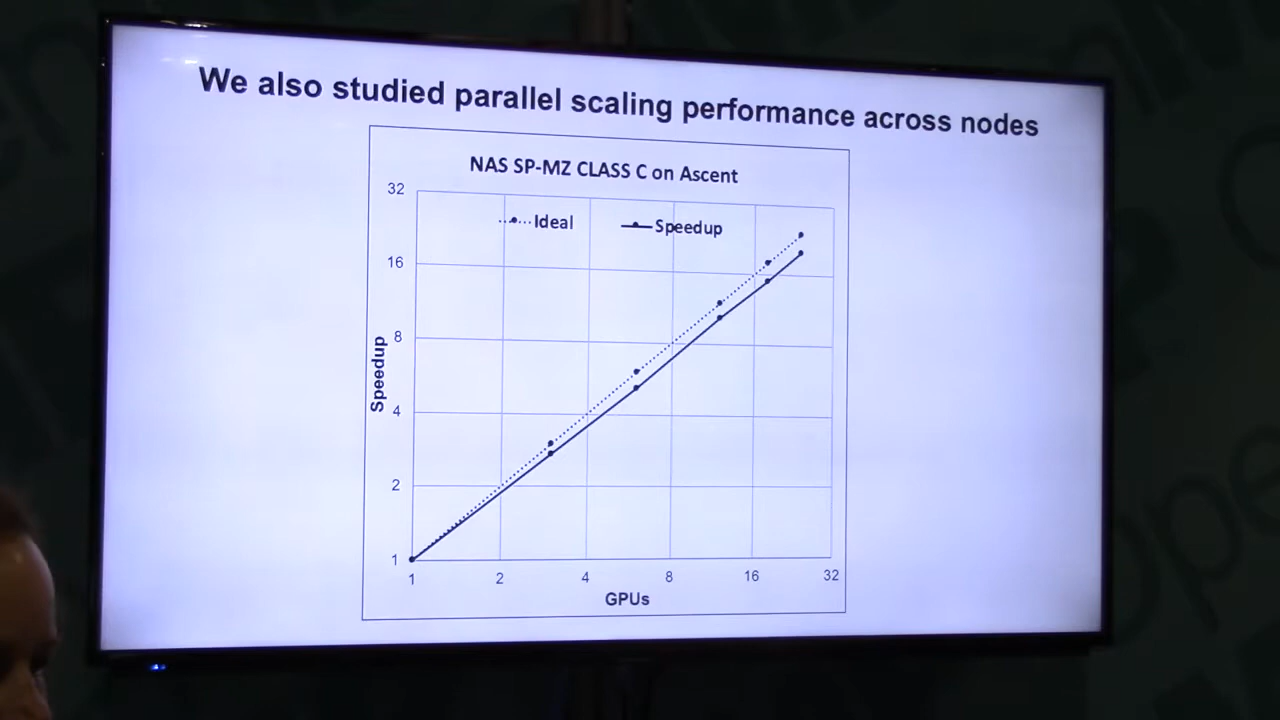 We also studied parallel scaling performance across nodes
NAS SP-MZ CLASS C on Ascent
Ideal Speedup
32
16
8
4
2
1
Speedup
1 2 4 8 16 32
GPUs